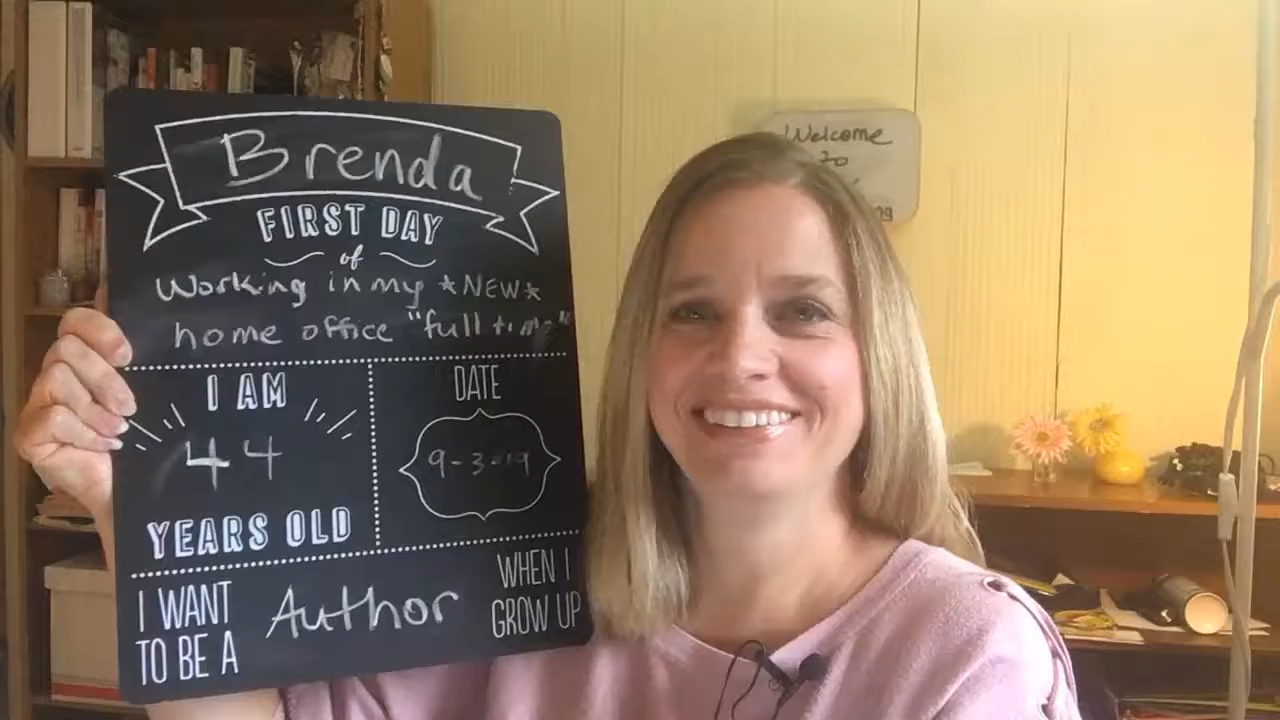 Brenda
FIRST DAY
of
Working in my *NEW*
home office "full time"
I AM
44
YEARS OLD
DATE
9-3-19
I WANT
TO BE A
Author
WHEN I
GROW UP
Welcome
to